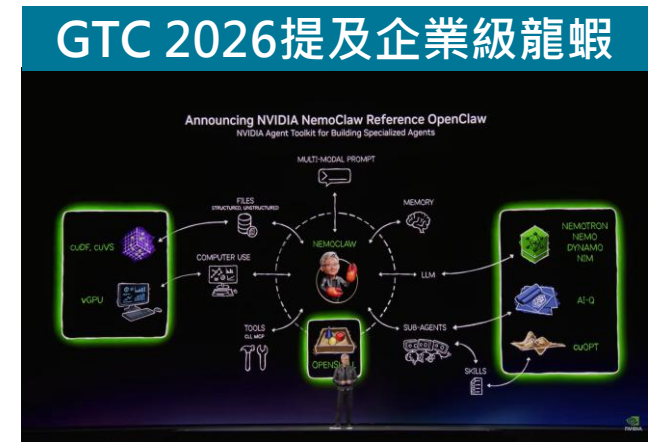 GTC 2026提及企業級龍蝦
Announcing NVIDIA NemoClaw Reference OpenClaw
NVIDIA Agent Toolkit for Building Specialized Agents
MULTI-MODAL PROMPT
FILES
STRUCTURED, UNSTRUCTURED
MEMORY
cuDF, cuVS
NEMOCLAW
NEMOTRON
NEMO
DYNAMO
NIM
COMPUTER USE
LLM
vGPU
AI-Q
TOOLS
CLI, MCP
SUB-AGENTS
cuOPT
OPENSHELL
SKILLS
NVIDIA